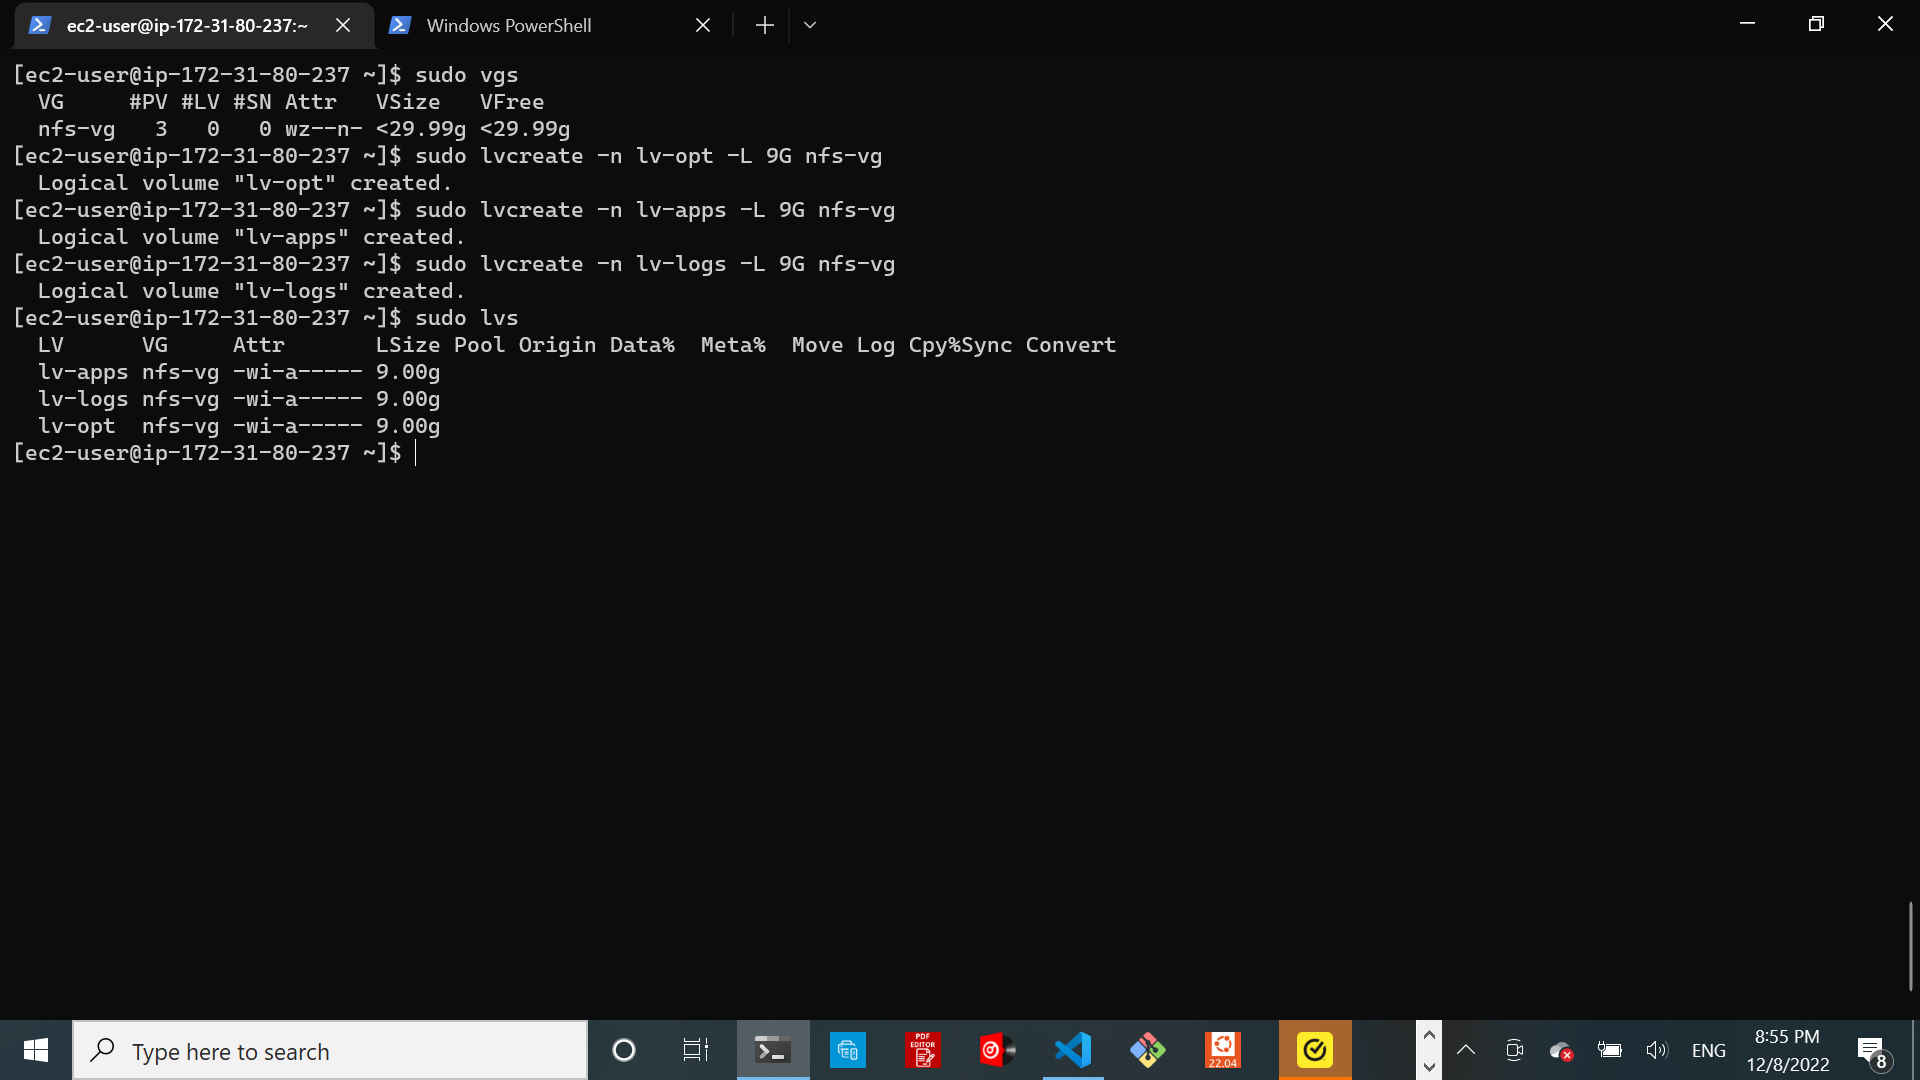 ec2-user@ip-172-31-80-237:~
Windows PowerShell
[ec2-user@ip-172-31-80-237 ~]$ sudo vgs
  VG     #PV #LV #SN Attr   VSize   VFree
  nfs-vg   3   0   0 wz--n- <29.99g <29.99g
[ec2-user@ip-172-31-80-237 ~]$ sudo lvcreate -n lv-opt -L 9G nfs-vg
  Logical volume "lv-opt" created.
[ec2-user@ip-172-31-80-237 ~]$ sudo lvcreate -n lv-apps -L 9G nfs-vg
  Logical volume "lv-apps" created.
[ec2-user@ip-172-31-80-237 ~]$ sudo lvcreate -n lv-logs -L 9G nfs-vg
  Logical volume "lv-logs" created.
[ec2-user@ip-172-31-80-237 ~]$ sudo lvs
  LV      VG     Attr       LSize Pool Origin Data%  Meta%  Move Log Cpy%Sync Convert
  lv-apps nfs-vg -wi-a----- 9.00g
  lv-logs nfs-vg -wi-a----- 9.00g
  lv-opt  nfs-vg -wi-a----- 9.00g
[ec2-user@ip-172-31-80-237 ~]$
Type here to search
PDF
EDITOR
22.04
ENG
8:55 PM
12/8/2022
8